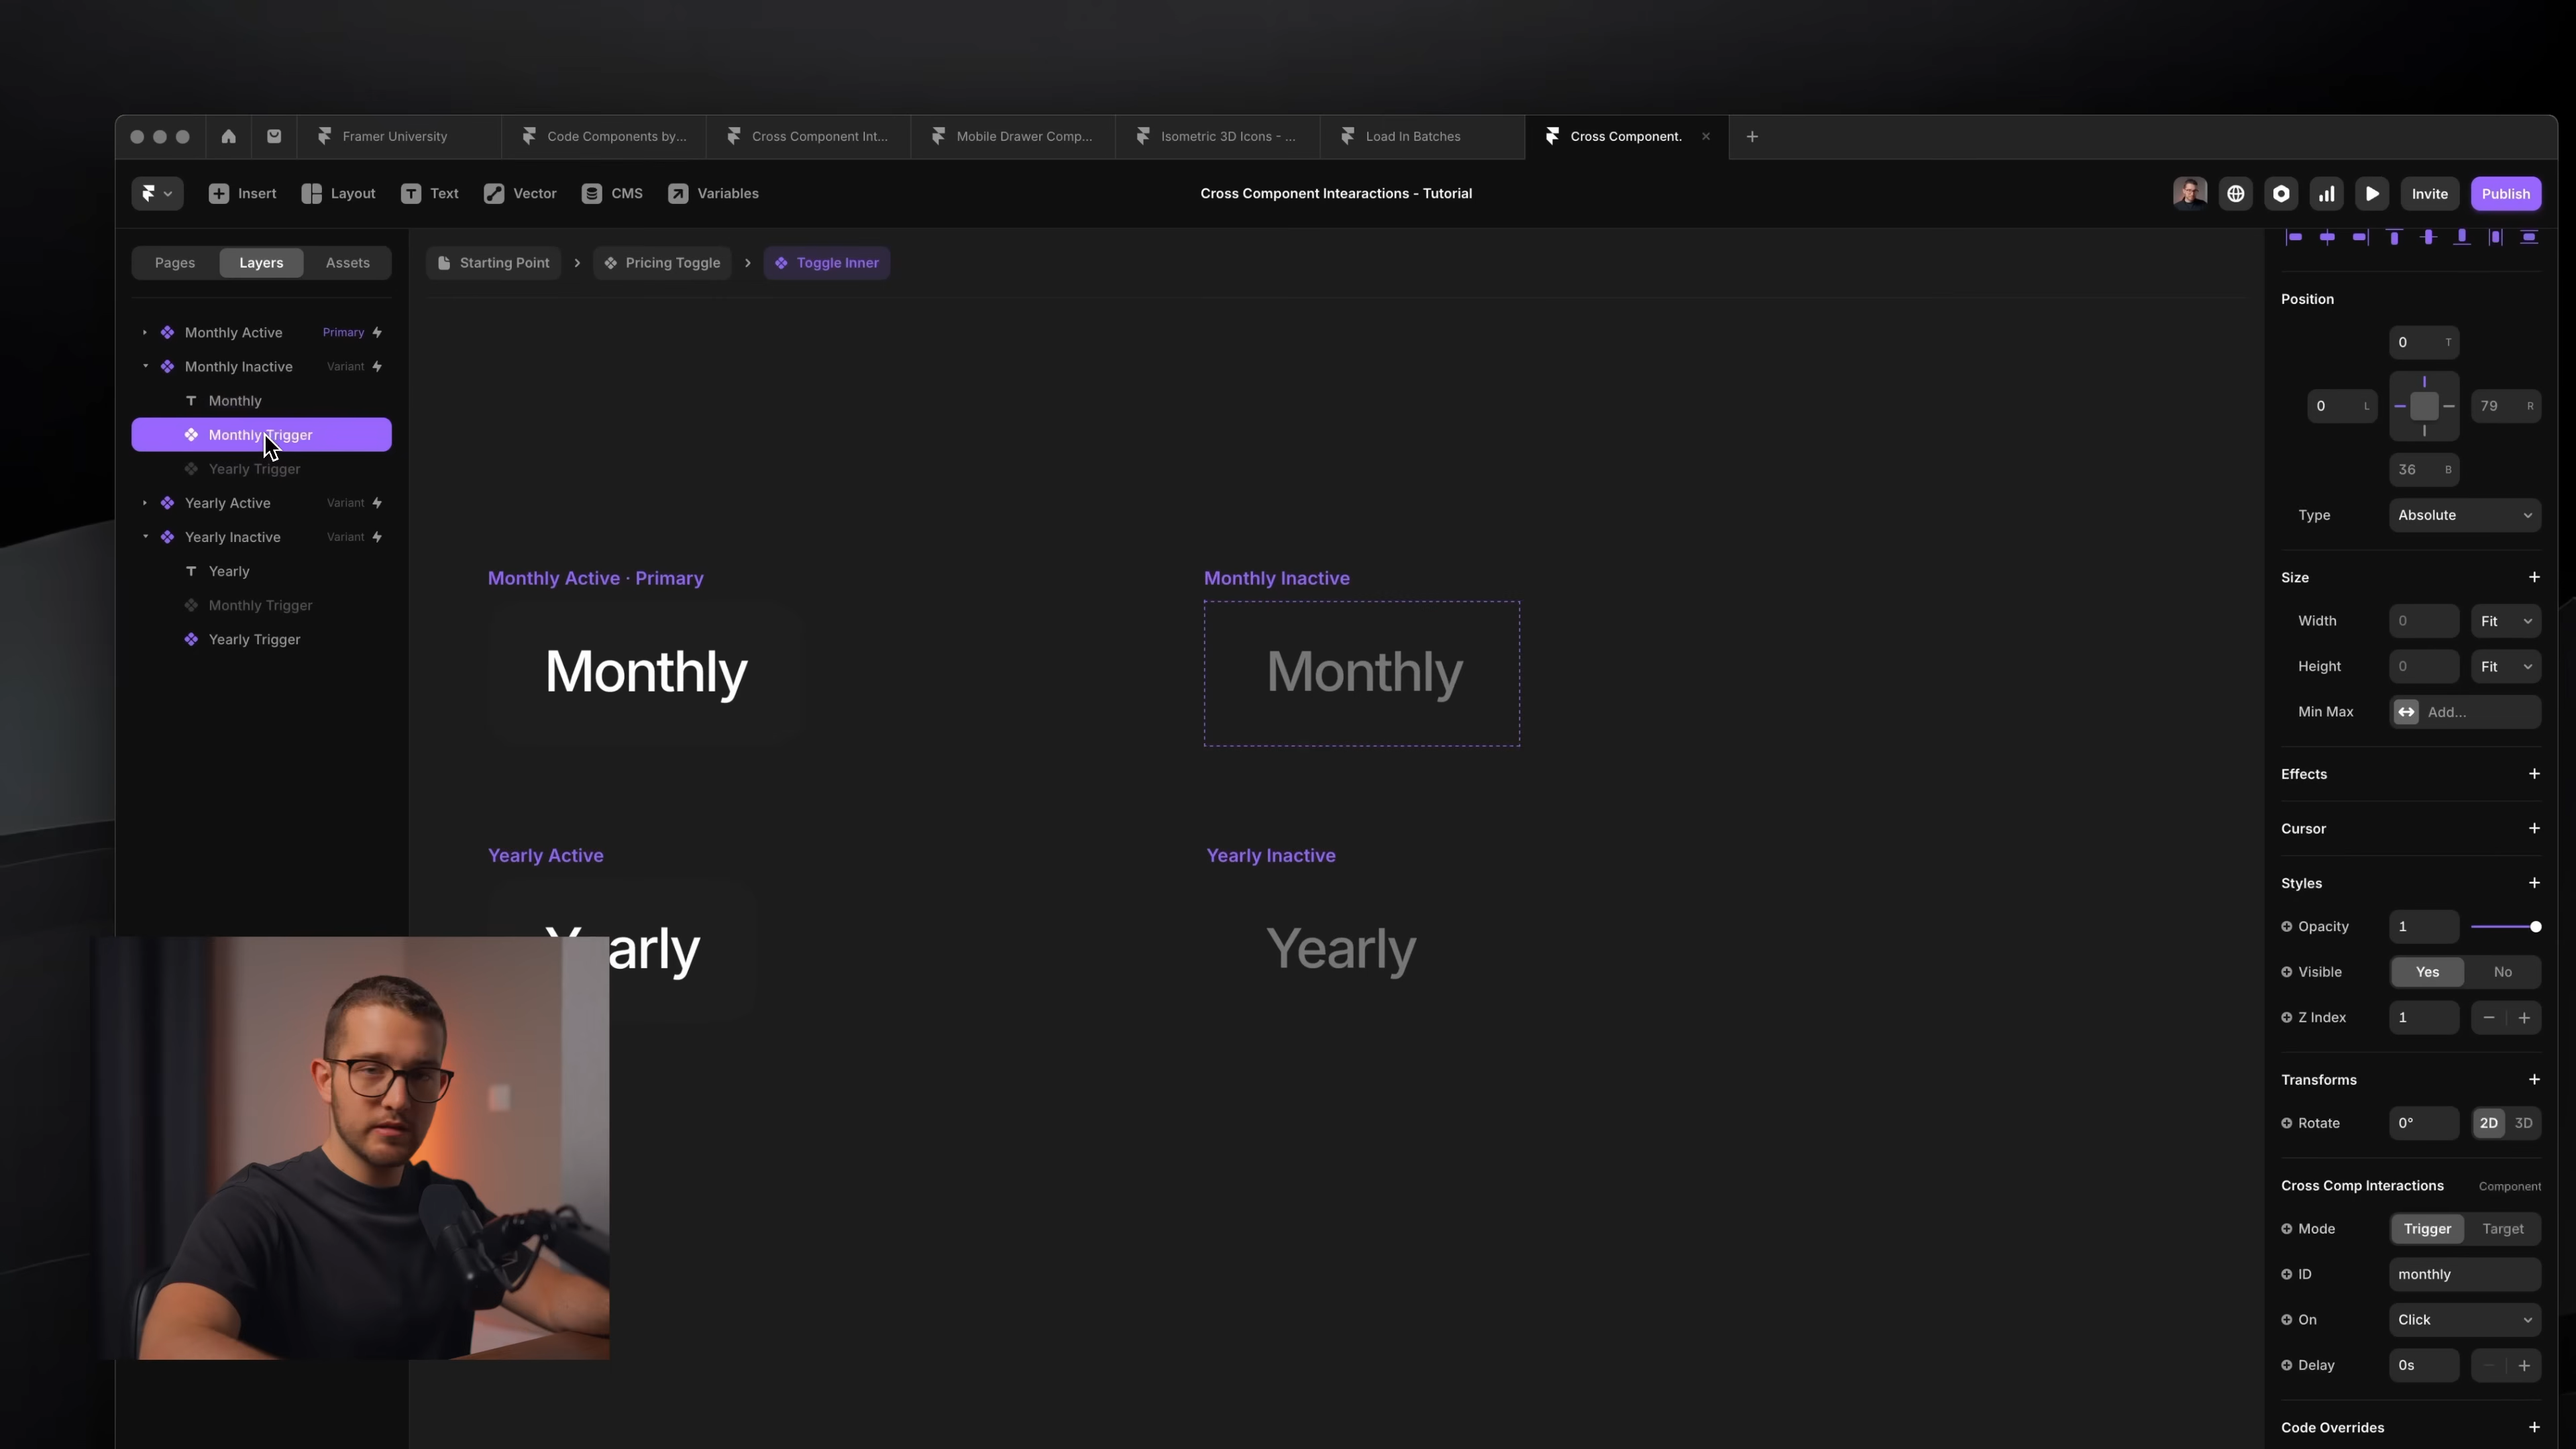 Framer University
Code Components by...
Cross Component Int...
Mobile Drawer Comp...
Isometric 3D Icons - ...
Load In Batches
Cross Component.
Insert
Layout
Text
Vector
CMS
Variables
Cross Component Intearactions - Tutorial
Invite
Publish
Pages
Layers
Assets
Starting Point
Pricing Toggle
Toggle Inner
Monthly Active
Primary
Monthly Inactive
Variant
Monthly
Monthly Trigger
Yearly Trigger
Yearly Active
Variant
Yearly Inactive
Variant
Yearly
Monthly Trigger
Yearly Trigger
Monthly Active · Primary
Monthly
Monthly Inactive
Monthly
Yearly Active
Yearly
Yearly Inactive
Yearly
Position
0 T
0 L
79 R
36 B
Type
Absolute
Size
Width
0
Fit
Height
0
Fit
Min Max
Add...
Effects
Cursor
Styles
Opacity
1
Visible
Yes
No
Z Index
1
Transforms
Rotate
0°
2D
3D
Cross Comp Interactions
Component
Mode
Trigger
Target
ID
monthly
On
Click
Delay
0s
Code Overrides